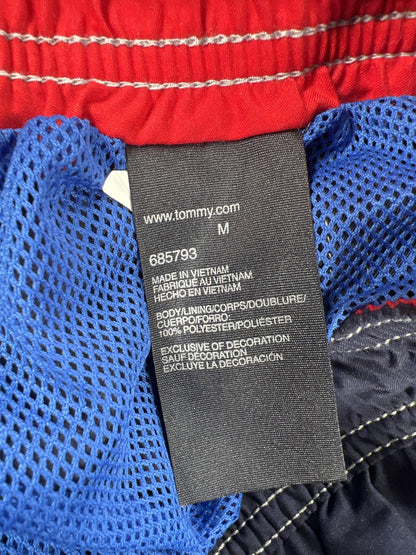 www.tommy.com
M
685793
MADE IN VIETNAM
FABRIQUÉ AU VIETNAM
HECHO EN VIETNAM
BODY/LINING/CORPS/DOUBLURE/
CUERPO/FORRO:
100% POLYESTER/POLIÉSTER
EXCLUSIVE OF DECORATION
SAUF DÉCORATION
EXCLUYE LA DECORACIÓN